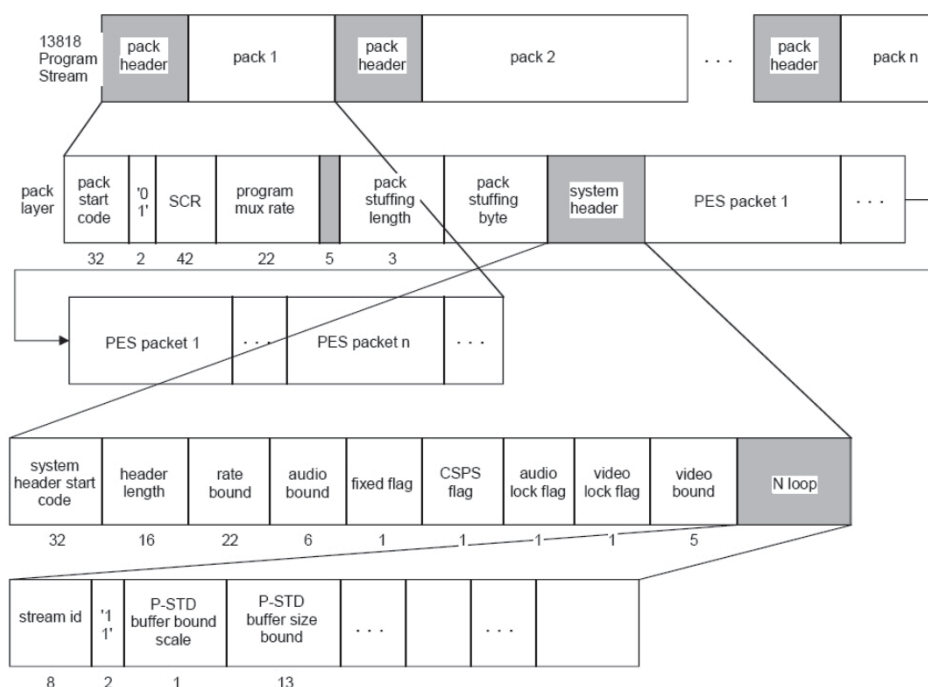 13818
Program
Stream
pack
header
pack 1
pack
header
pack 2
. . .
pack
header
pack n
pack
layer
pack
start
code
'0
1'
SCR
program
mux rate
pack
stuffing
length
pack
stuffing
byte
system
header
PES packet 1
. . .
32
2
42
22
5
3
PES packet 1
. . .
PES packet n
. . .
system
header start
code
header
length
rate
bound
audio
bound
fixed flag
CSPS
flag
audio
lock flag
video
lock flag
video
bound
N loop
32
16
22
6
1
1
1
1
5
stream id
'1
1'
P-STD
buffer bound
scale
P-STD
buffer size
bound
. . .
. . .
8
2
1
13